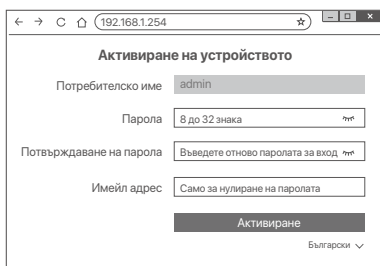 192.168.1.254
Активиране на устройството
Потребителско име admin
Парола 8 до 32 знака
Потвърждаване на парола Въведете отново паролата за вход
Имейл адрес Само за нулиране на паролата
Активиране
Български